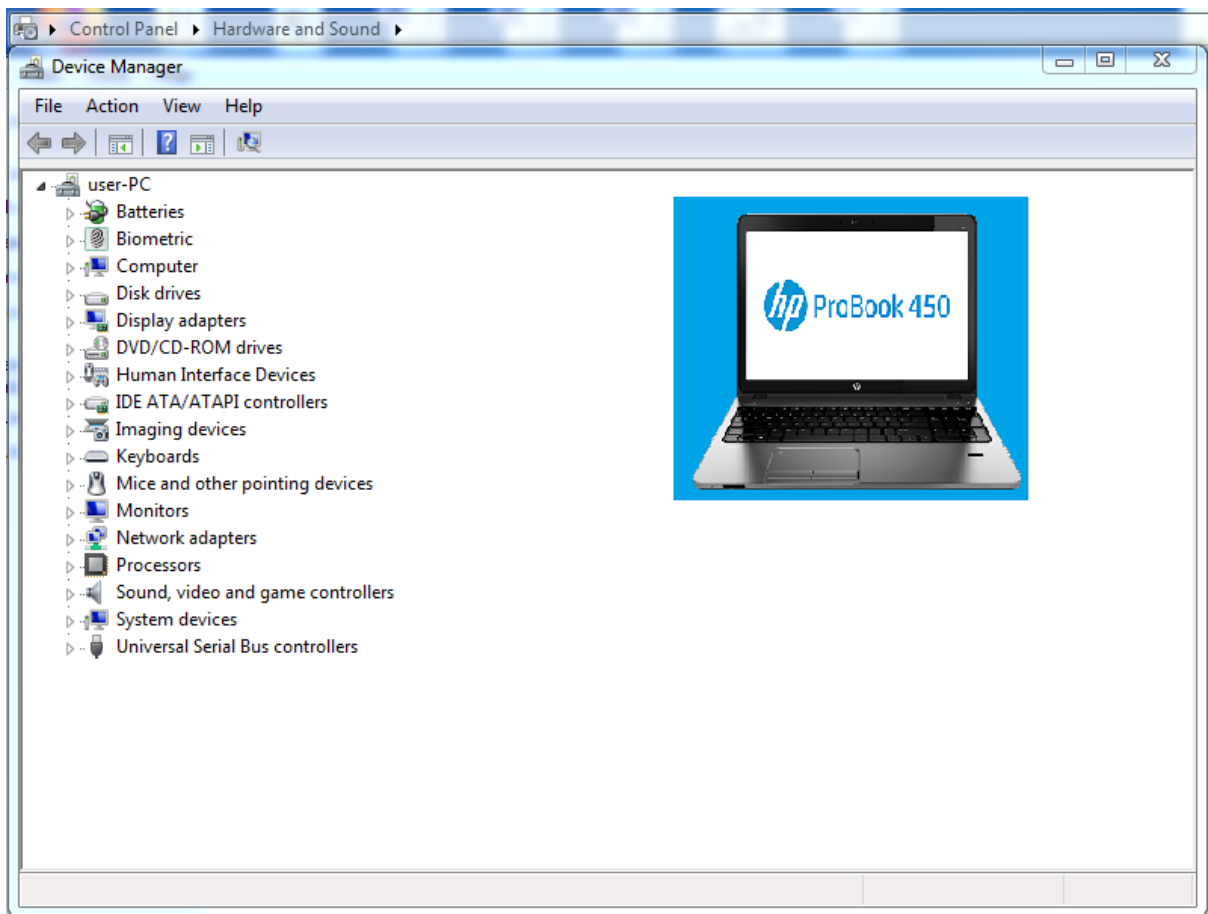 Control Panel Hardware and Sound
Device Manager
File Action View Help
user-PC
Batteries
Biometric
Computer
Disk drives
Display adapters
DVD/CD-ROM drives
Human Interface Devices
IDE ATA/ATAPI controllers
Imaging devices
Keyboards
Mice and other pointing devices
Monitors
Network adapters
Processors
Sound, video and game controllers
System devices
Universal Serial Bus controllers
hp ProBook 450